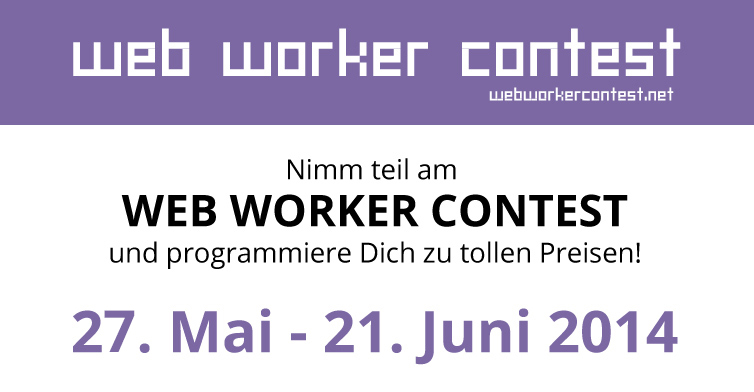 web worker contest
webworkercontest.net
Nimm teil am
WEB WORKER CONTEST
und programmiere Dich zu tollen Preisen!
27. Mai - 21. Juni 2014